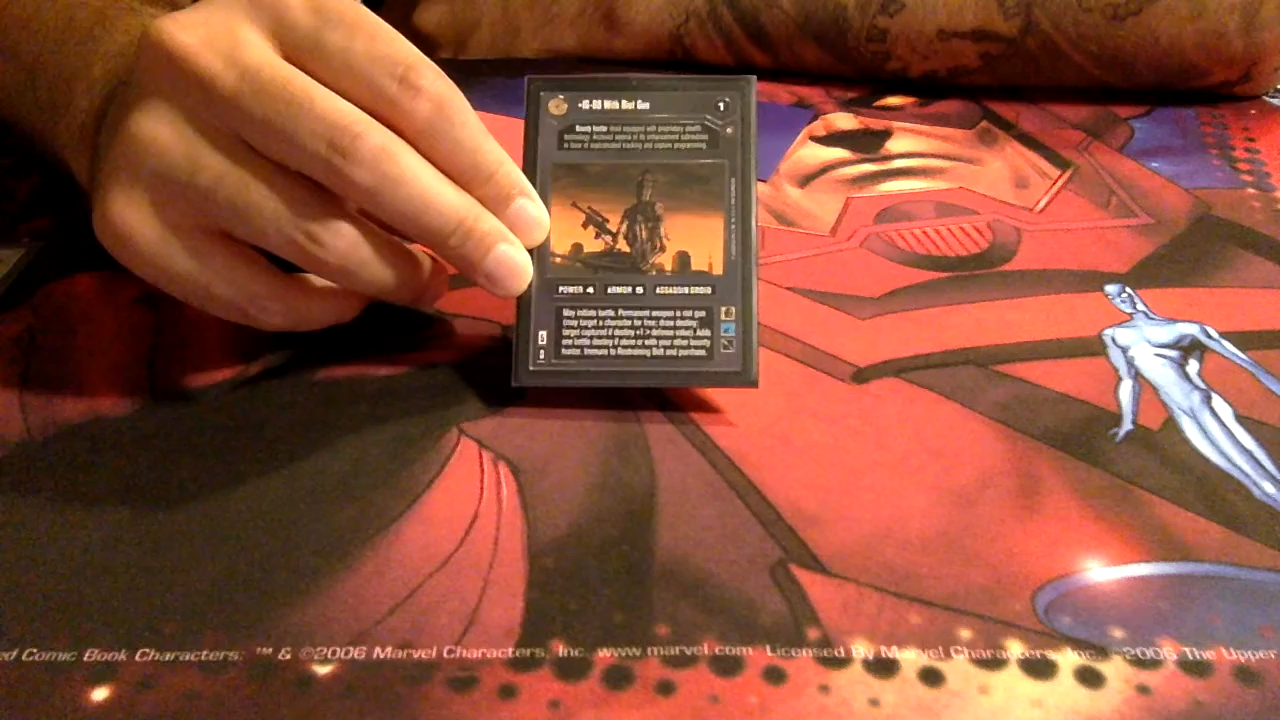 •IG-88 With Riot Gun
1
Bounty hunter droid equipped with proprietary stealth
technology. Archived several of its enhancement submodules
in favor of sophisticated tracking and capture programming.
POWER 4 ARMOR 5 ASSASSIN DROID
May initiate battle. Permanent weapon is riot gun
(may target a character for free; draw destiny;
target captured if destiny +1 > defense value). Adds
one battle destiny if alone or with your other bounty
hunter. Immune to Restraining Bolt and purchase.
ed Comic Book Characters: ™ & ©2006 Marvel Characters, Inc. www.marvel.com Licensed By Marvel Characters, Inc. ©2006 The Upper